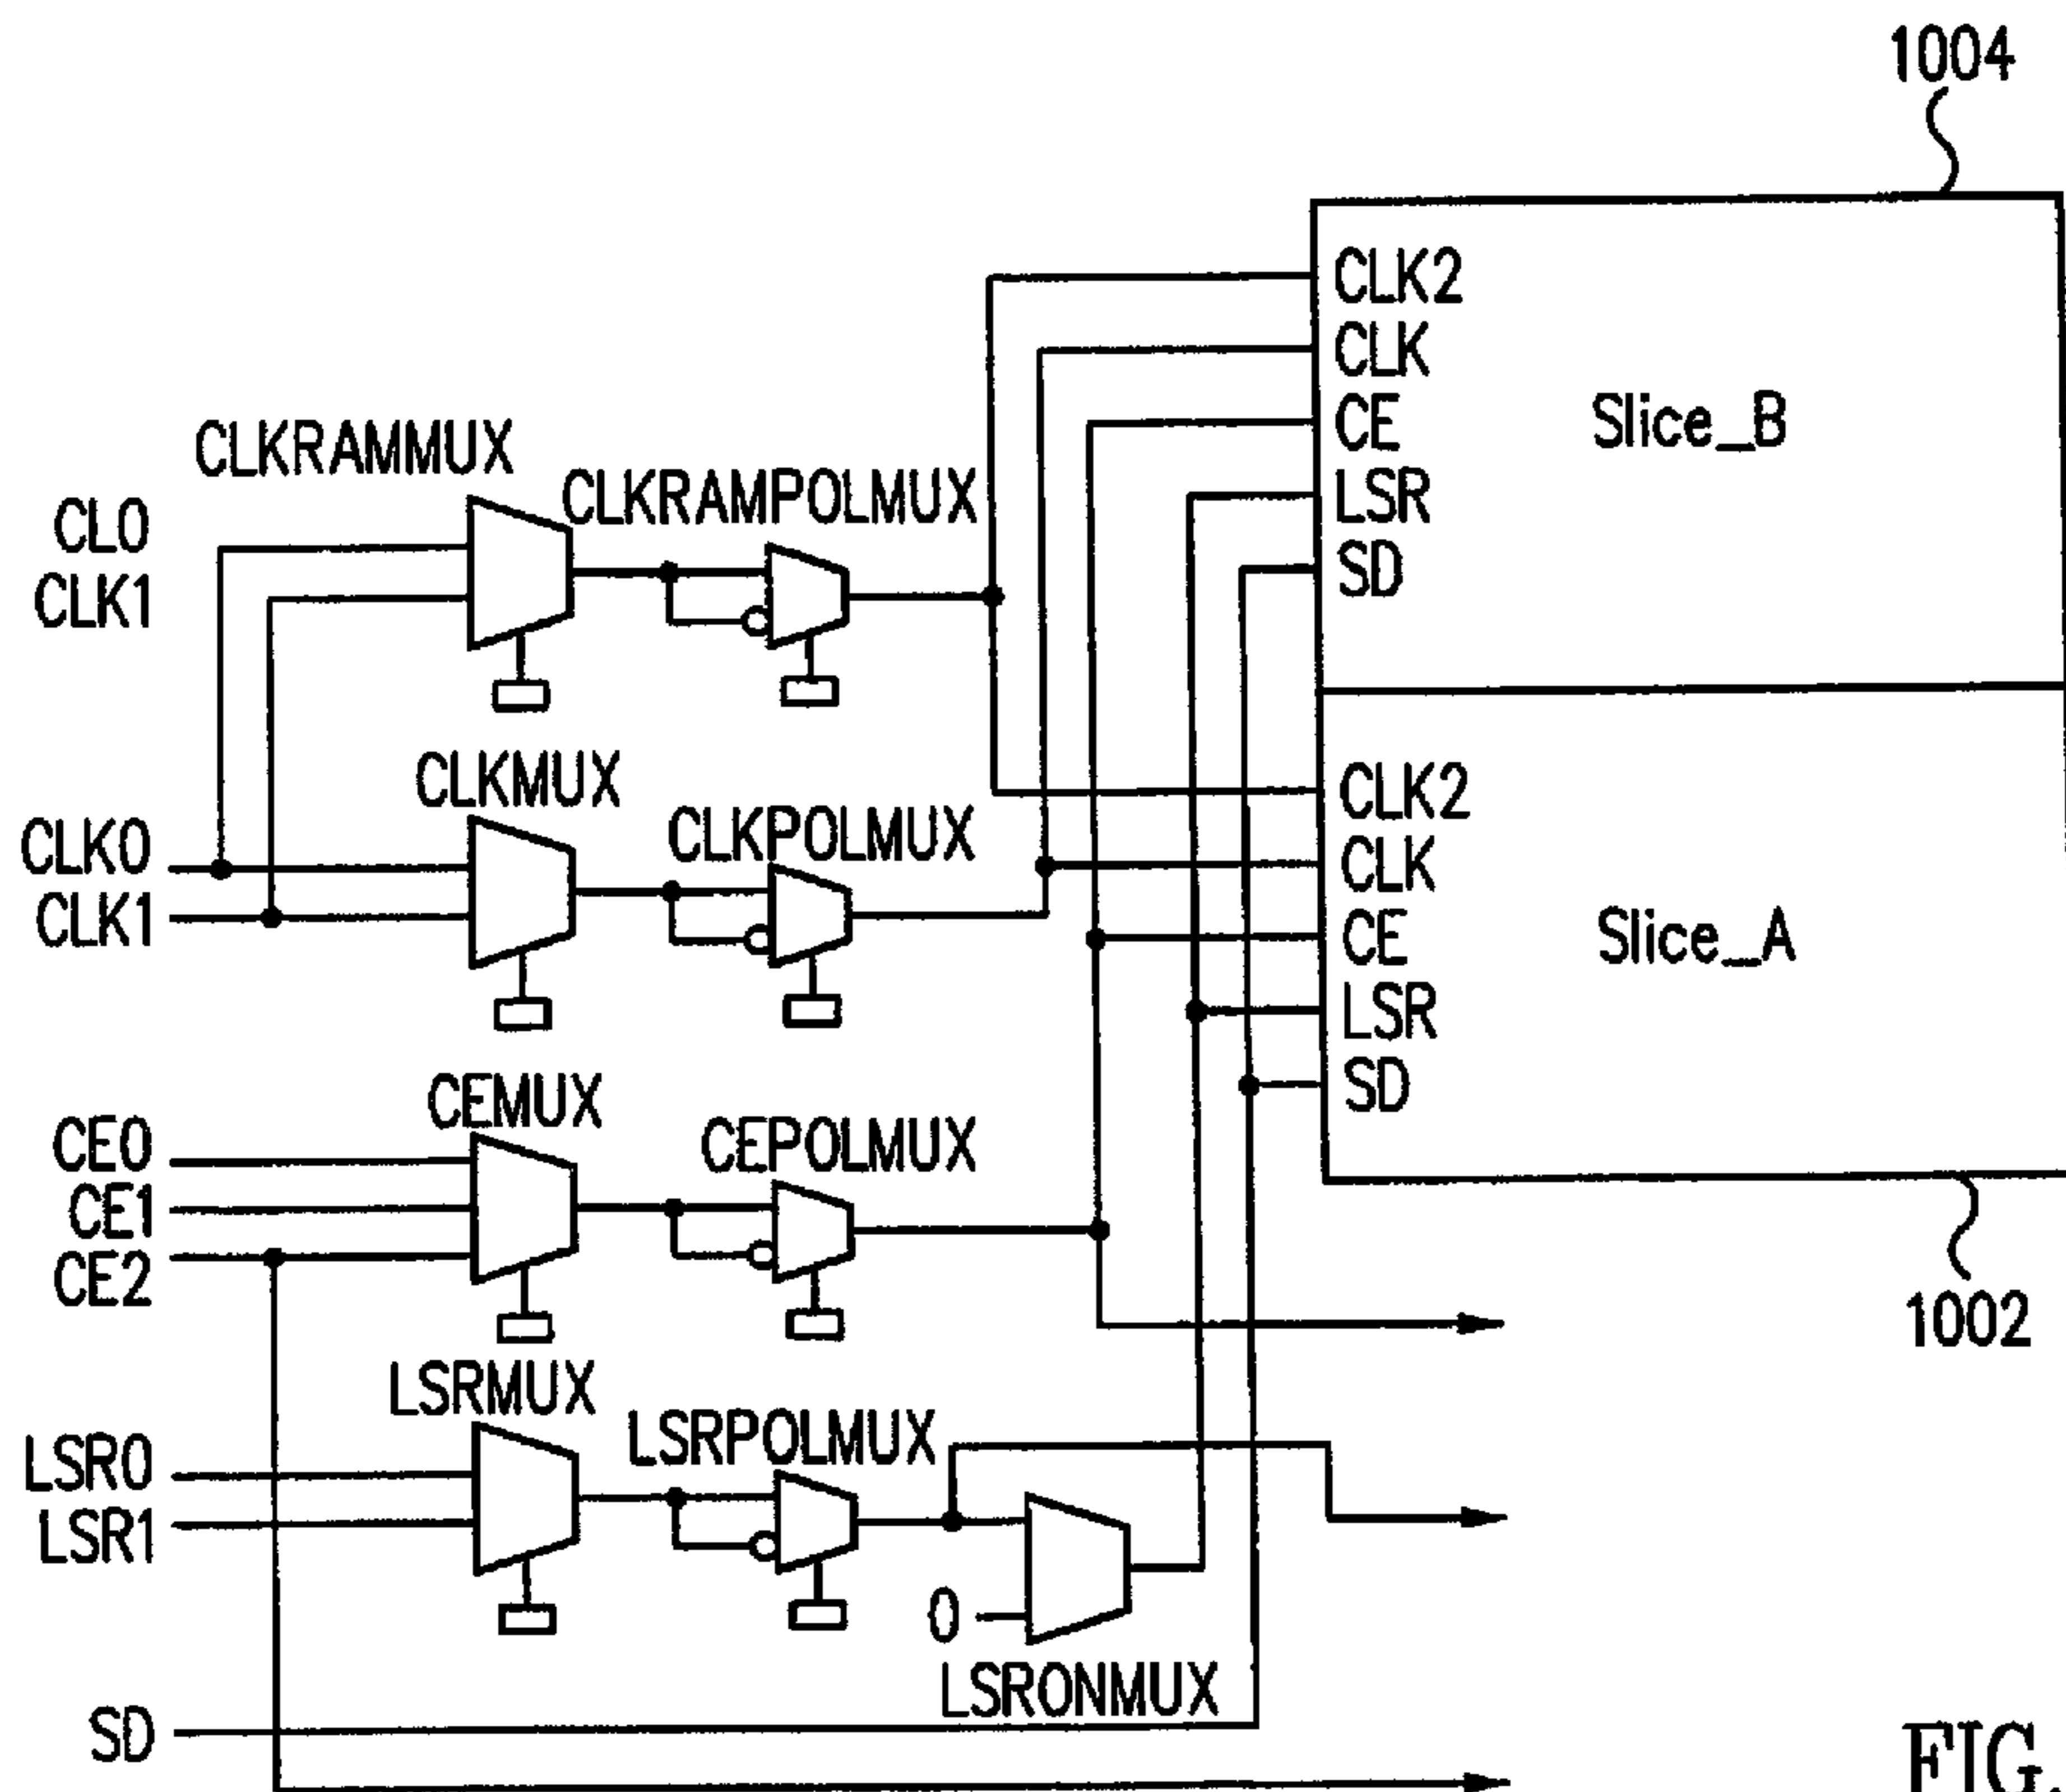 1004
CLK2
CLK
CE
LSR
SD
Slice_B
CLKRAMMUX
CLKRAMPOLMUX
CL0
CLK1
CLKMUX
CLKPOLMUX
CLK0
CLK1
CLK2
CLK
CE
LSR
SD
Slice_A
CEMUX
CEPOLMUX
CE0
CE1
CE2
1002
LSRMUX
LSRPOLMUX
LSR0
LSR1
0
LSRONMUX
SD
FIG.